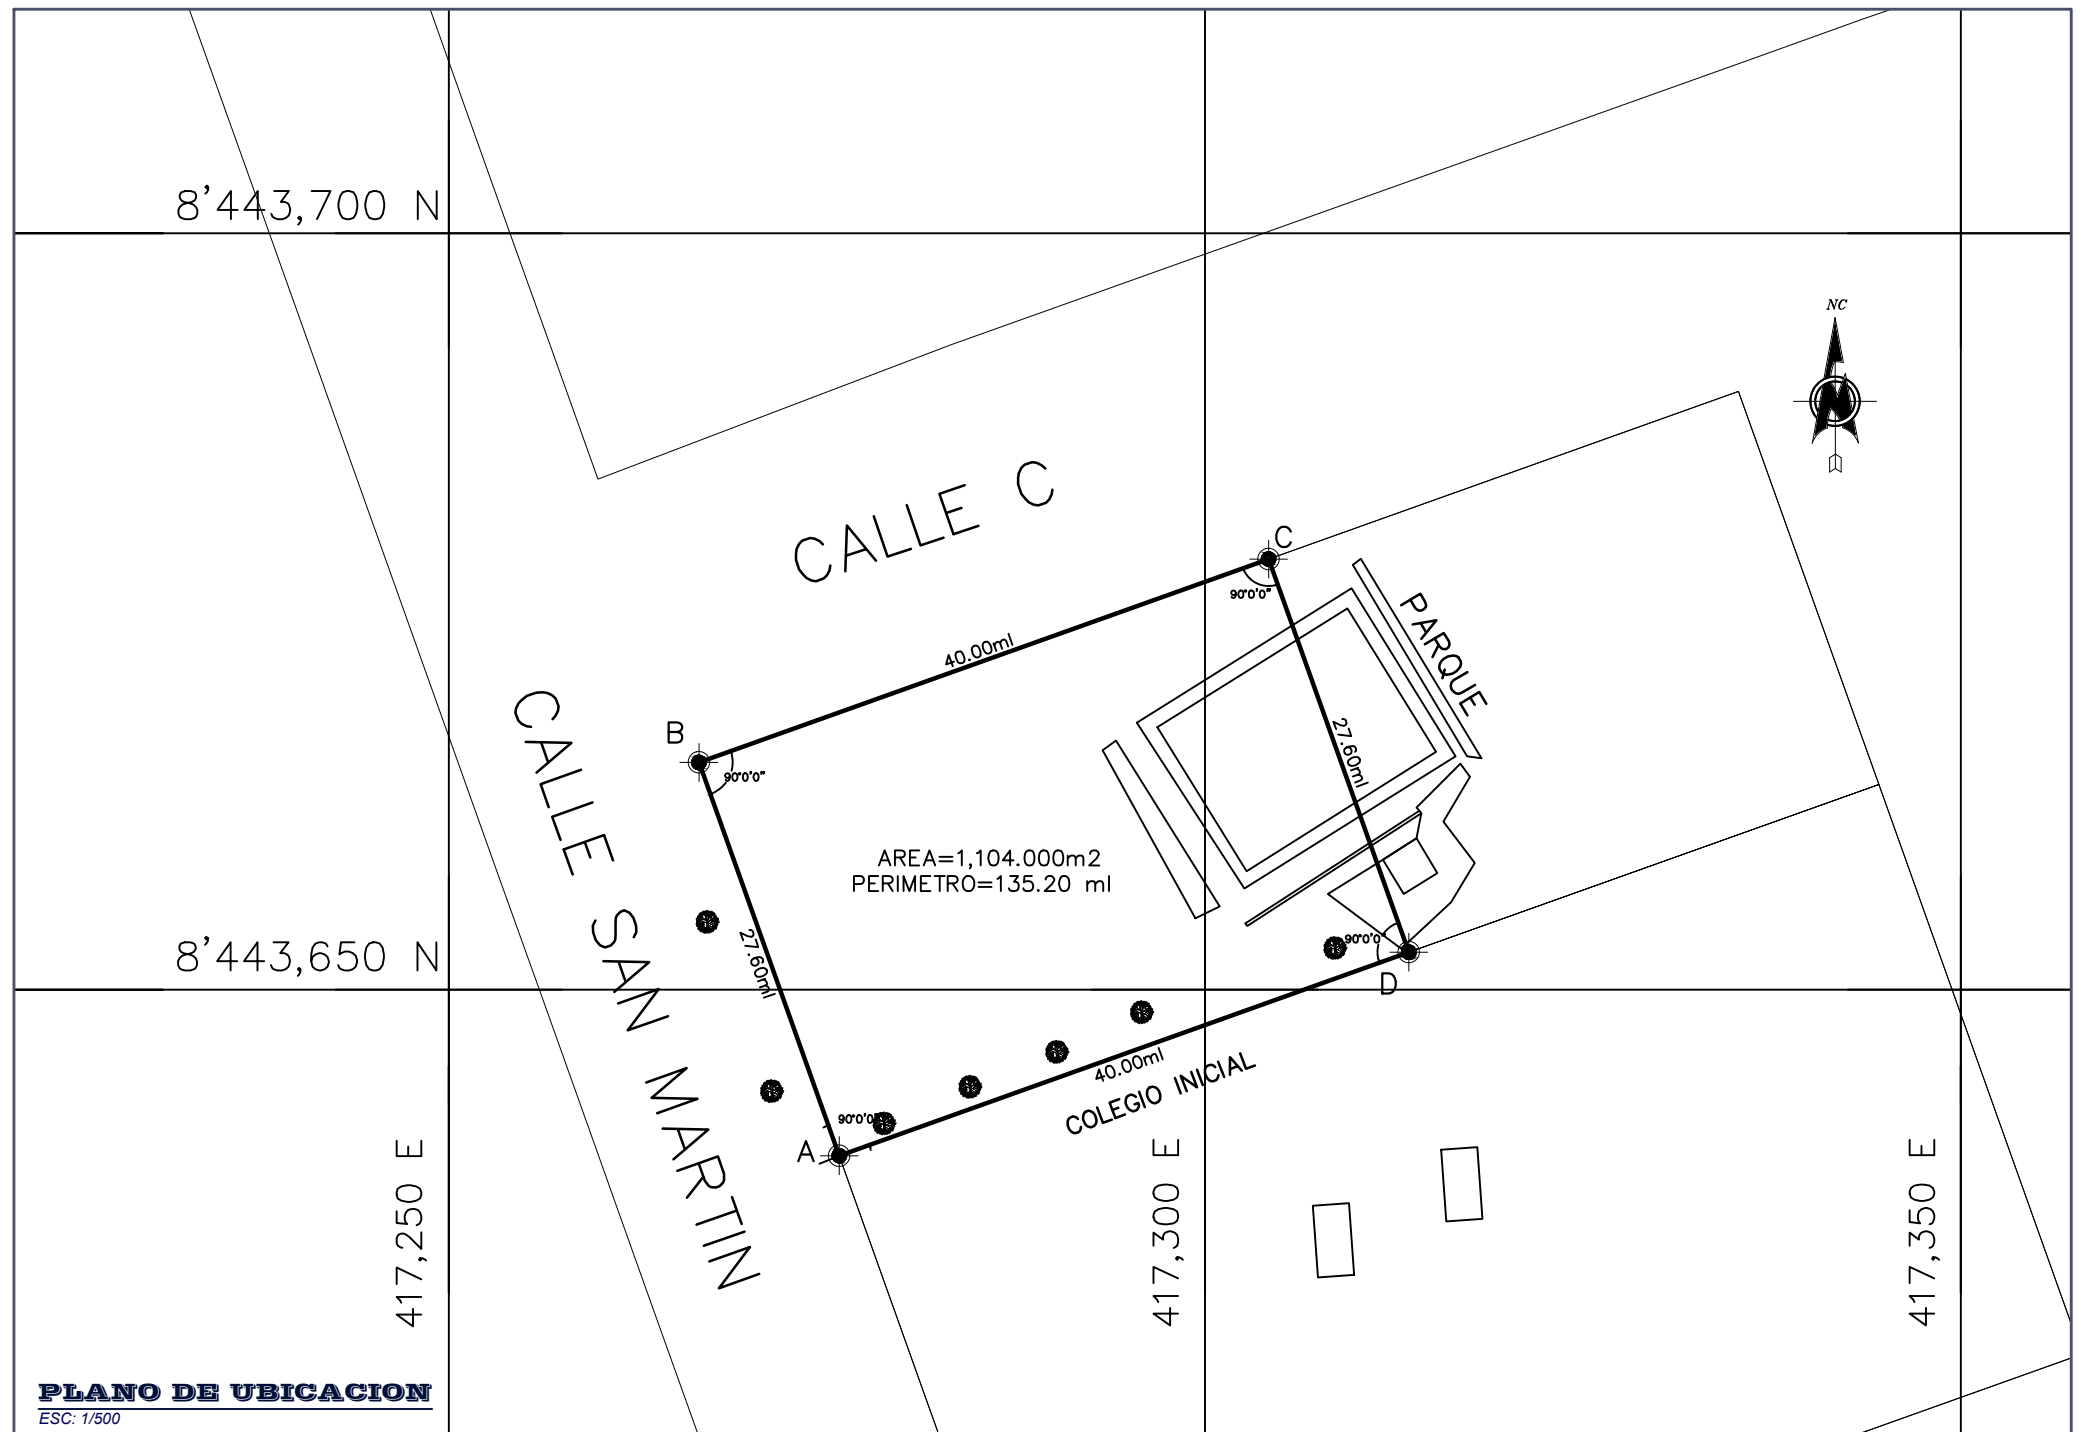 8'443,700 N
NC
CALLE C
C
90°0'0"
PARQUE
40.00ml
B
90°0'0"
27.60ml
CALLE SAN MARTIN
AREA=1,104.000m2
PERIMETRO=135.20 ml
27.60ml
8'443,650 N
90°0'0"
D
40.00ml
COLEGIO INICIAL
90°0'0"
A
417,250 E
417,300 E
417,350 E
PLANO DE UBICACION
ESC: 1/500